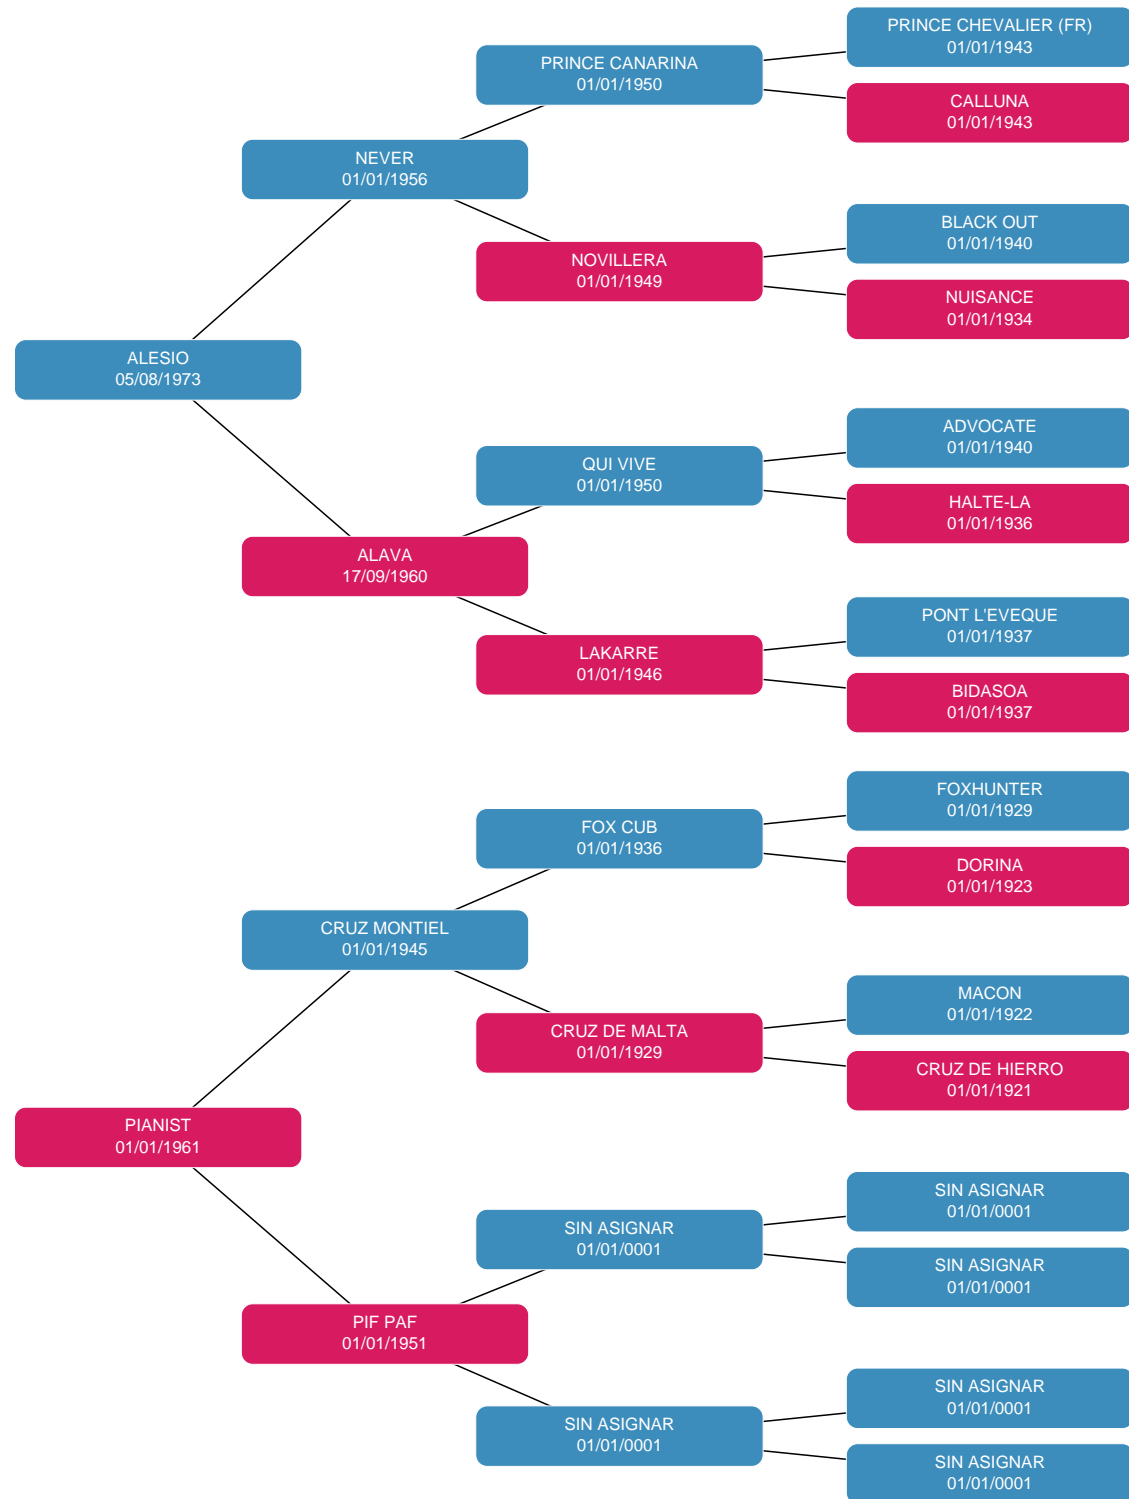 PRINCE CHEVALIER (FR)
01/01/1943
PRINCE CANARINA
01/01/1950
CALLUNA
01/01/1943
NEVER
01/01/1956
BLACK OUT
01/01/1940
NOVILLERA
01/01/1949
NUISANCE
01/01/1934
ALESIO
05/08/1973
ADVOCATE
01/01/1940
QUI VIVE
01/01/1950
HALTE-LA
01/01/1936
ALAVA
17/09/1960
PONT L'EVEQUE
01/01/1937
LAKARRE
01/01/1946
BIDASOA
01/01/1937
FOXHUNTER
01/01/1929
FOX CUB
01/01/1936
DORINA
01/01/1923
CRUZ MONTIEL
01/01/1945
MACON
01/01/1922
CRUZ DE MALTA
01/01/1929
CRUZ DE HIERRO
01/01/1921
PIANIST
01/01/1961
SIN ASIGNAR
01/01/0001
SIN ASIGNAR
01/01/0001
SIN ASIGNAR
01/01/0001
PIF PAF
01/01/1951
SIN ASIGNAR
01/01/0001
SIN ASIGNAR
01/01/0001
SIN ASIGNAR
01/01/0001